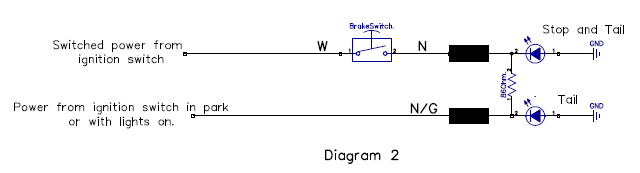 BrakeSwitch.
Stop and Tail
Switched power from
ignition switch
W
1
2
N
2
1
GND
86Ohm.
Power from ignition switch in park
or with lights on.
N/G
2
1
Tail
GND
Diagram 2